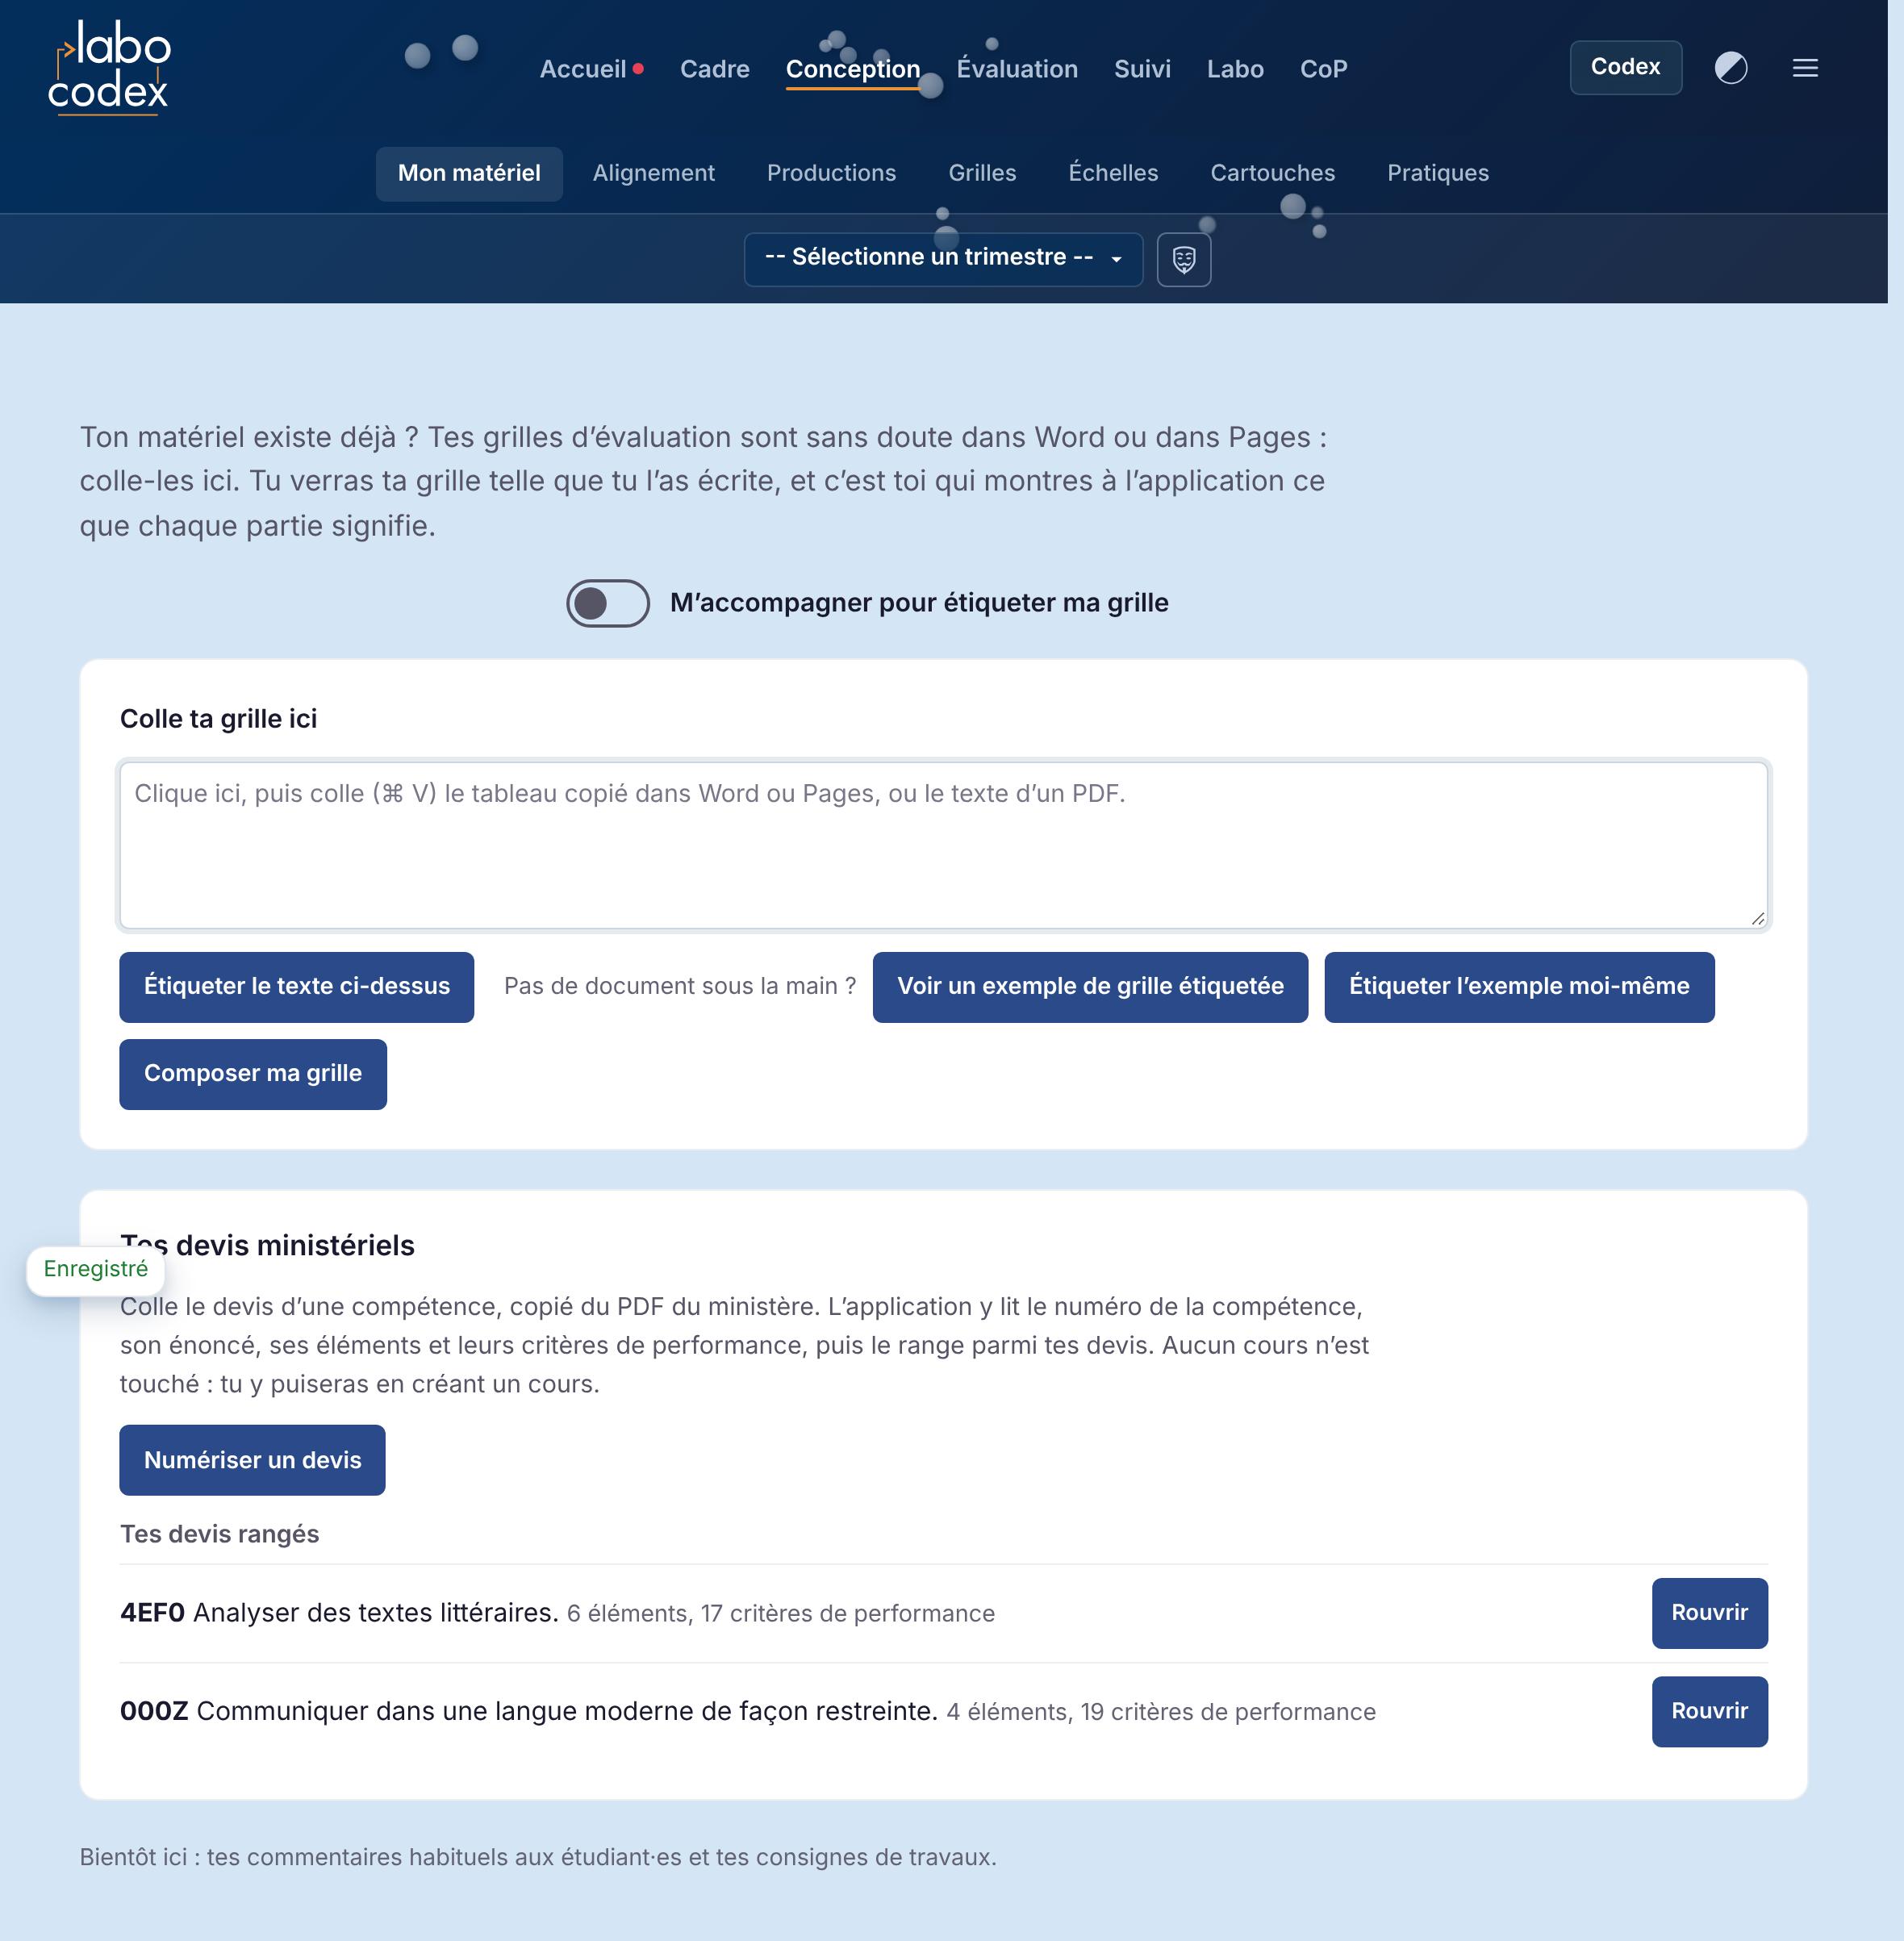 labo
codex
Accueil Cadre Conception Évaluation Suivi Labo CoP
Codex
Mon matériel Alignement Productions Grilles Échelles Cartouches Pratiques
-- Sélectionne un trimestre --
Ton matériel existe déjà ? Tes grilles d’évaluation sont sans doute dans Word ou dans Pages :
colle-les ici. Tu verras ta grille telle que tu l’as écrite, et c’est toi qui montres à l’application ce
que chaque partie signifie.
M’accompagner pour étiqueter ma grille
Colle ta grille ici
Clique ici, puis colle (⌘ V) le tableau copié dans Word ou Pages, ou le texte d’un PDF.
Étiqueter le texte ci-dessus Pas de document sous la main ? Voir un exemple de grille étiquetée Étiqueter l’exemple moi-même
Composer ma grille
Tes devis ministériels
Enregistré
Colle le devis d’une compétence, copié du PDF du ministère. L’application y lit le numéro de la compétence,
son énoncé, ses éléments et leurs critères de performance, puis le range parmi tes devis. Aucun cours n’est
touché : tu y puiseras en créant un cours.
Numériser un devis
Tes devis rangés
4EF0 Analyser des textes littéraires. 6 éléments, 17 critères de performance Rouvrir
000Z Communiquer dans une langue moderne de façon restreinte. 4 éléments, 19 critères de performance Rouvrir
Bientôt ici : tes commentaires habituels aux étudiant·es et tes consignes de travaux.